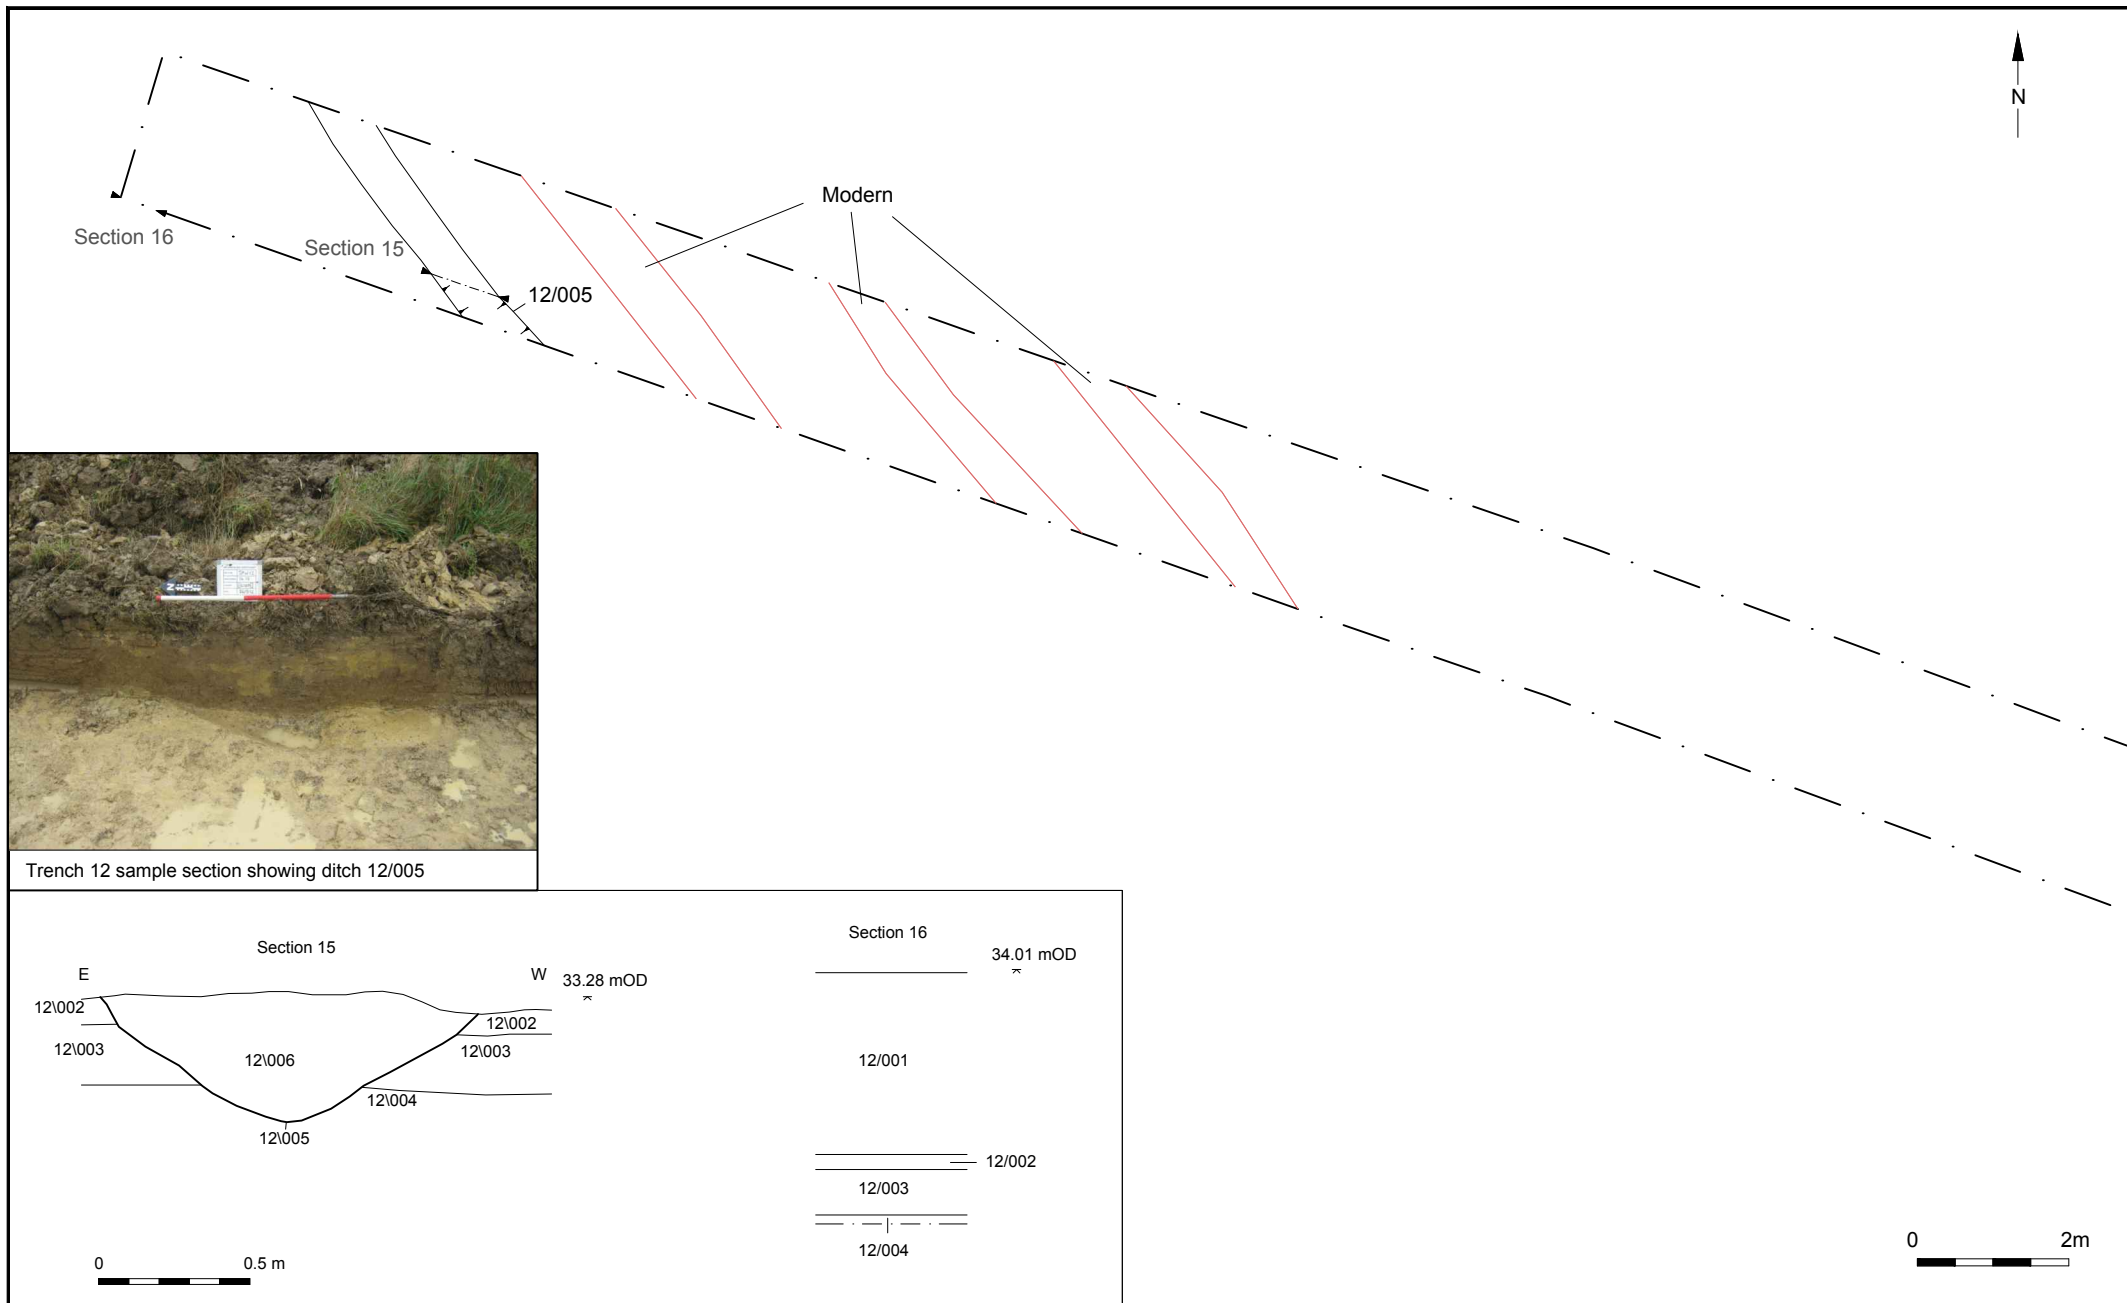 N
Modern
Section 16
Section 15
12/005
Trench 12 sample section showing ditch 12/005
Section 15
E
W
33.28 mOD
12\002
12\002
12\003
12\003
12\006
12\004
12\005
0
0.5 m
Section 16
34.01 mOD
12/001
12/002
12/003
12/004
0
2m